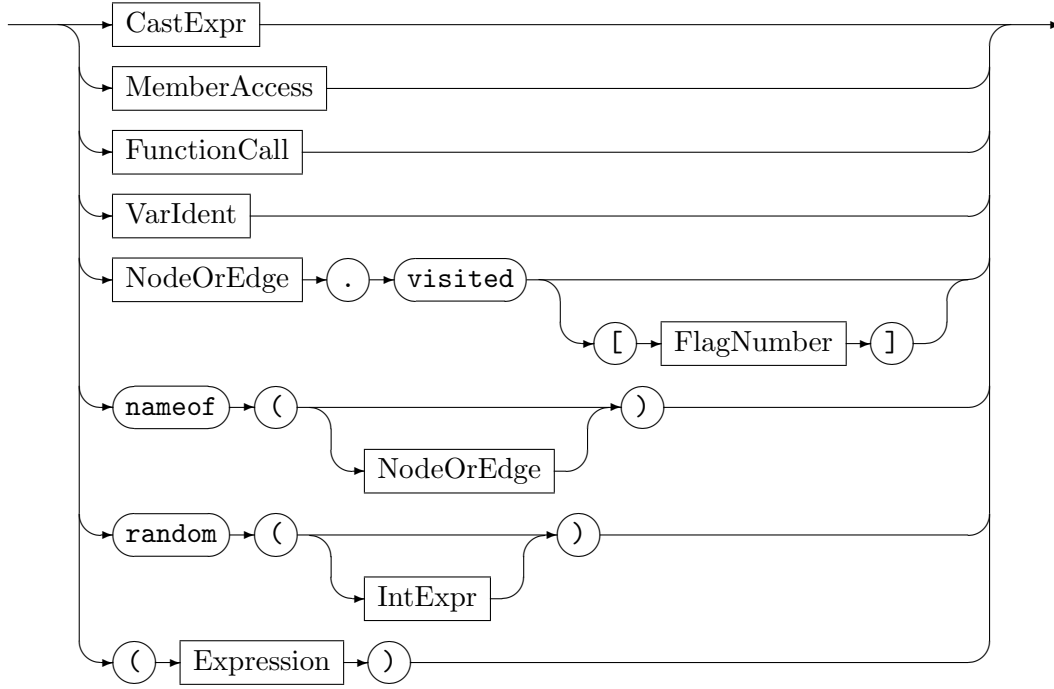 CastExpr
MemberAccess
FunctionCall
VarIdent
NodeOrEdge . visited
[ FlagNumber ]
nameof ( )
NodeOrEdge
random ( )
IntExpr
( Expression )